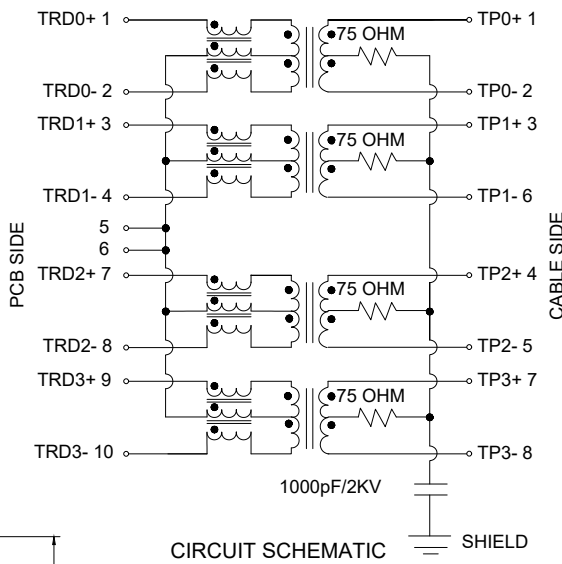 TRD0+ 1
75 OHM
TP0+ 1
TRD0- 2
TP0- 2
TRD1+ 3
75 OHM
TP1+ 3
TRD1- 4
TP1- 6
5
6
PCB SIDE
CABLE SIDE
TRD2+ 7
75 OHM
TP2+ 4
TRD2- 8
TP2- 5
TRD3+ 9
75 OHM
TP3+ 7
TRD3- 10
TP3- 8
1000pF/2KV
CIRCUIT SCHEMATIC
SHIELD